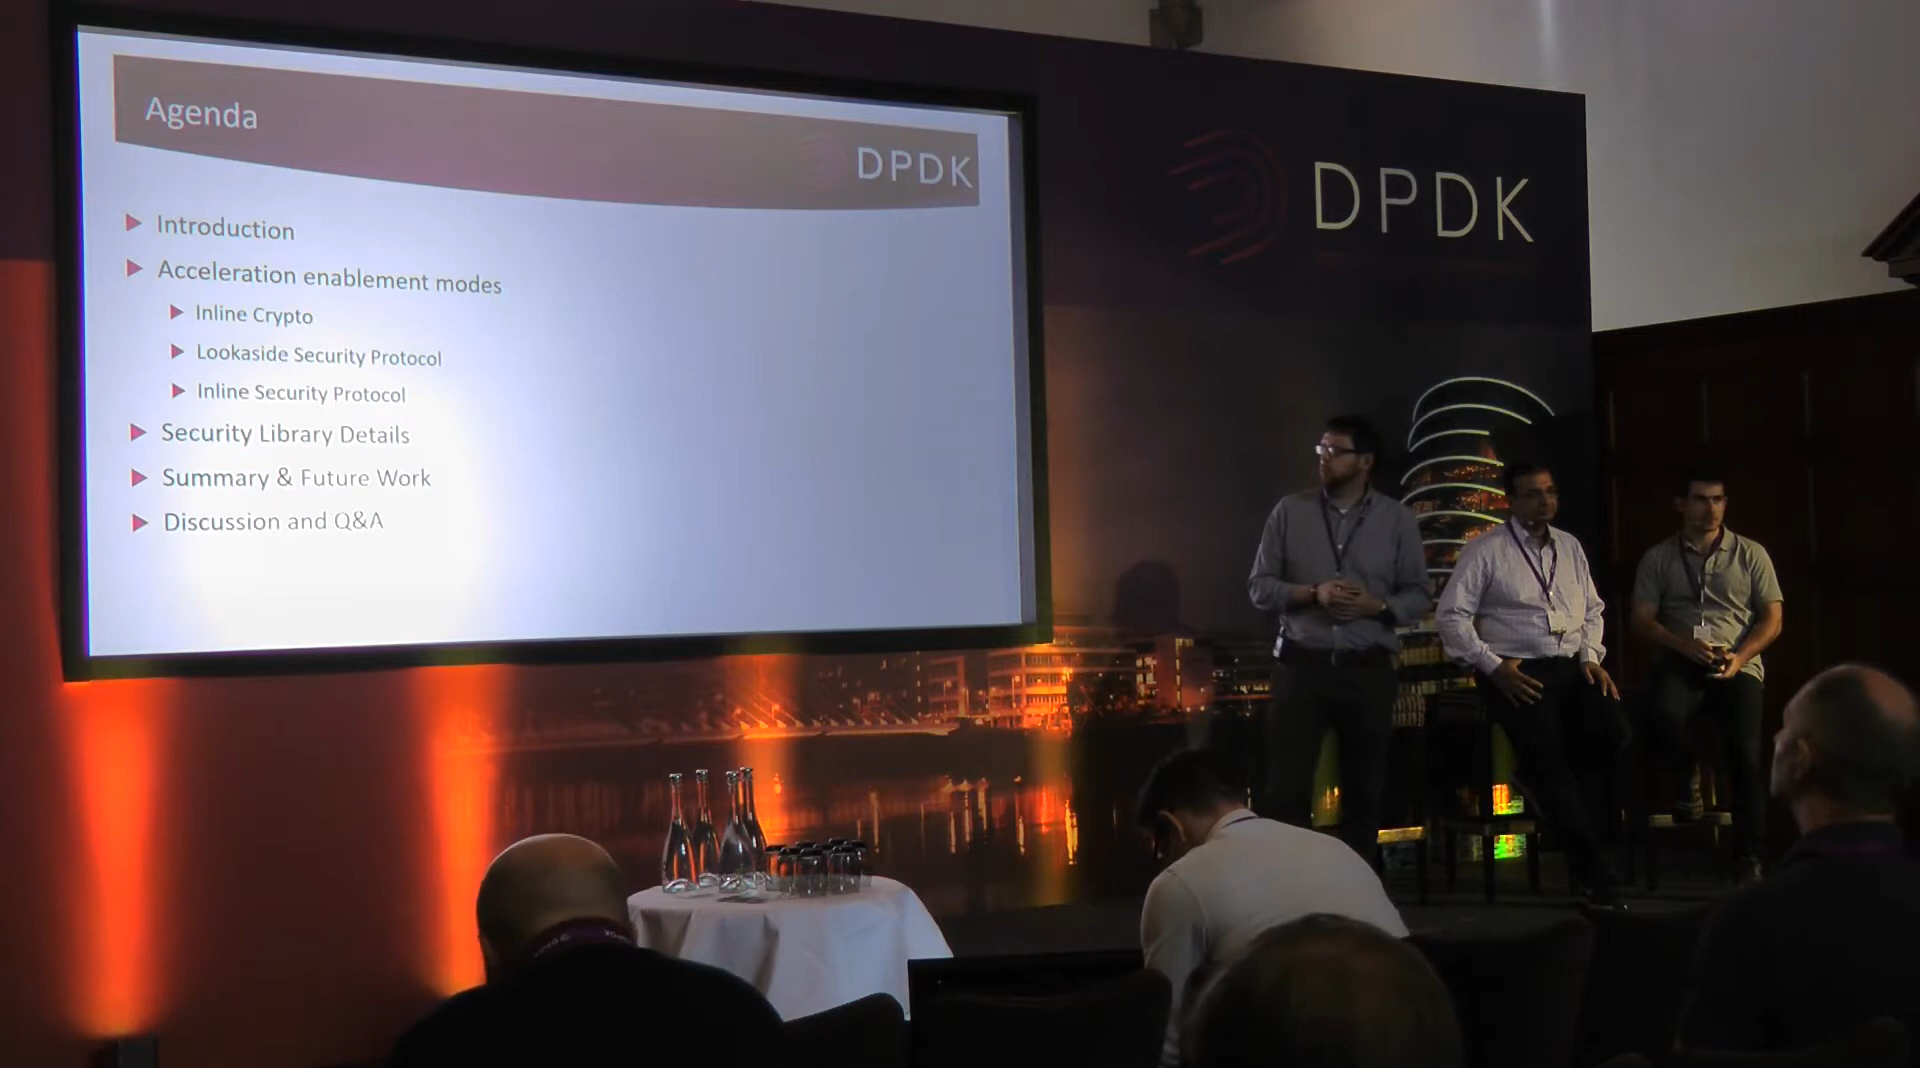 Agenda
DPDK
Introduction
Acceleration enablement modes
Inline Crypto
Lookaside Security Protocol
Inline Security Protocol
Security Library Details
Summary & Future Work
Discussion and Q&A
DPDK